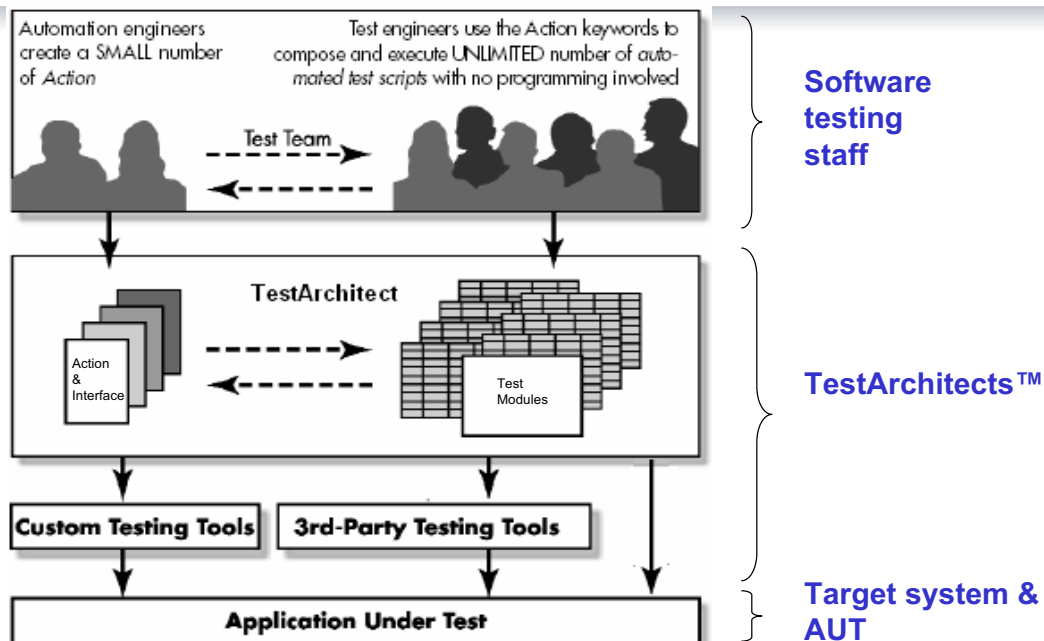 Automation engineers
create a SMALL number
of Action
Test engineers use the Action keywords to
compose and execute UNLIMITED number of auto-
mated test scripts with no programming involved
Test Team
Software
testing
staff
TestArchitect
Action
&
Interface
Test
Modules
TestArchitects™
Custom Testing Tools
3rd-Party Testing Tools
Application Under Test
Target system &
AUT